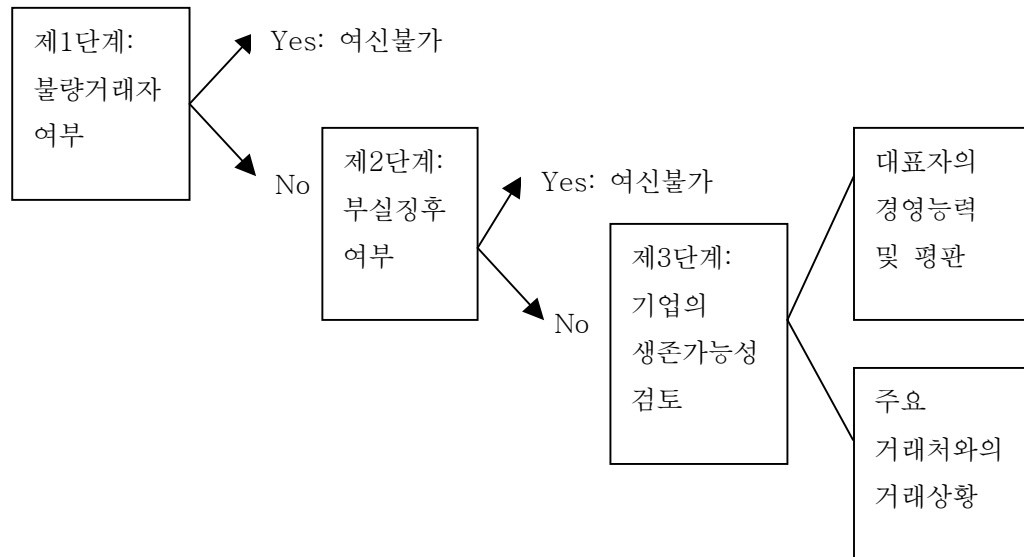 제1단계:
불량거래자
여부
Yes: 여신불가
No
제2단계:
부실징후
여부
Yes: 여신불가
No
제3단계:
기업의
생존가능성
검토
대표자의
경영능력
및 평판
주요
거래처와의
거래상황